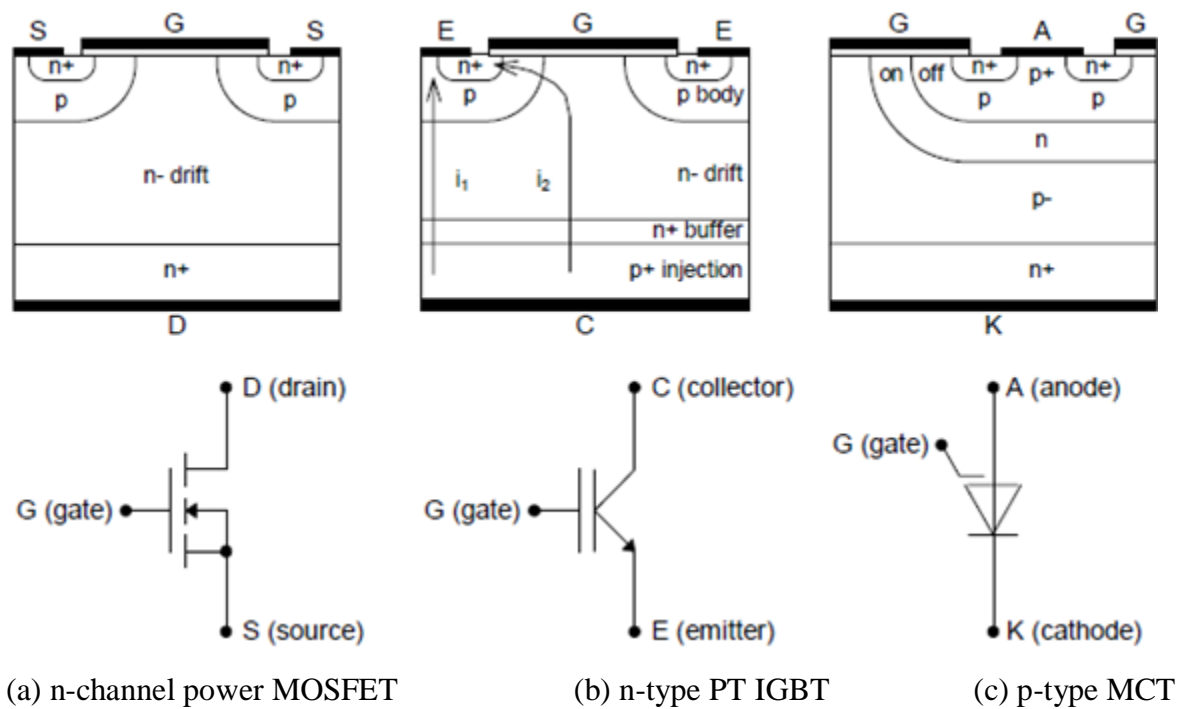 S G S
n+ n+
p p
n- drift
n+
D
E G E
n+ n+
p p body
i1 i2 n- drift
n+ buffer
p+ injection
C
G A G
on off n+ p+ n+
p p
n
p-
n+
K
D (drain)
G (gate)
S (source)
C (collector)
G (gate)
E (emitter)
A (anode)
G (gate)
K (cathode)
(a) n-channel power MOSFET (b) n-type PT IGBT (c) p-type MCT